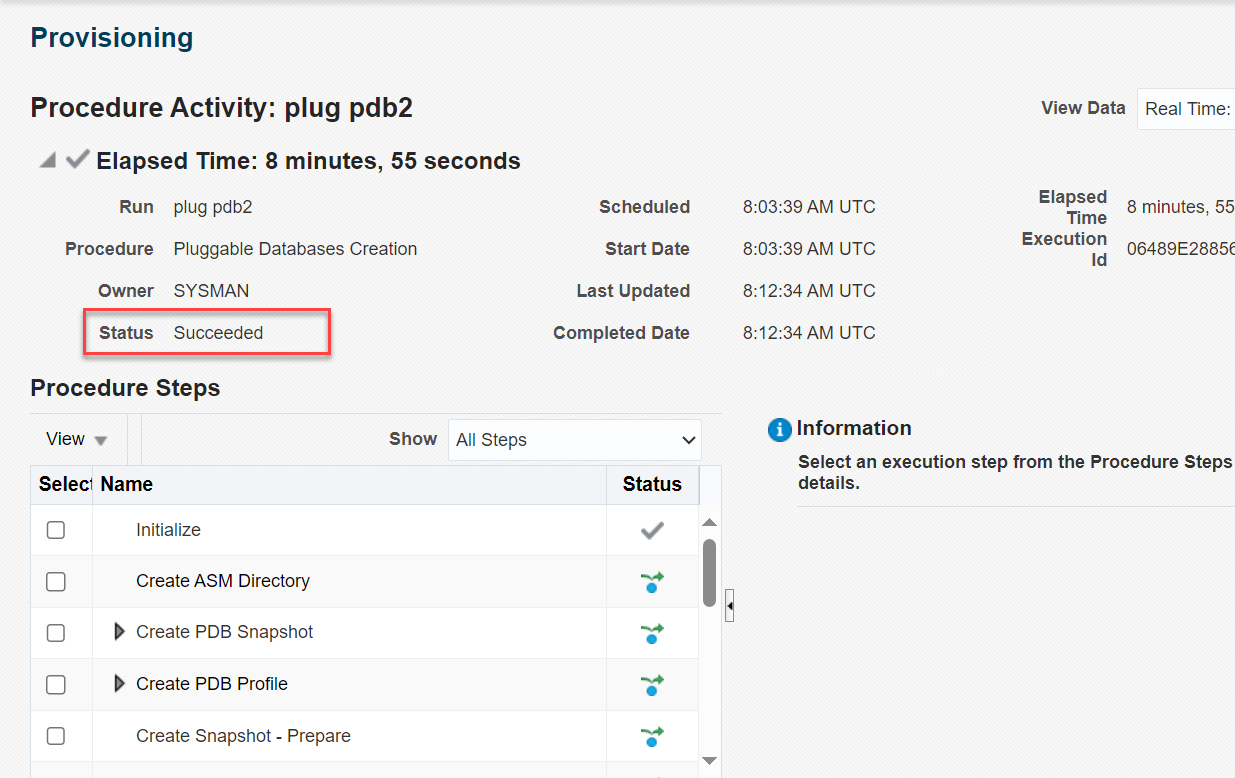 Provisioning
Procedure Activity: plug pdb2
View Data Real Time:
Elapsed Time: 8 minutes, 55 seconds
Run plug pdb2
Procedure Pluggable Databases Creation
Owner SYSMAN
Status Succeeded
Scheduled 8:03:39 AM UTC
Start Date 8:03:39 AM UTC
Last Updated 8:12:34 AM UTC
Completed Date 8:12:34 AM UTC
Elapsed
Time 8 minutes, 55
Execution
Id 06489E28856
Procedure Steps
View Show All Steps
Select Name Status
Initialize
Create ASM Directory
Create PDB Snapshot
Create PDB Profile
Create Snapshot - Prepare
Information
Select an execution step from the Procedure Steps
details.